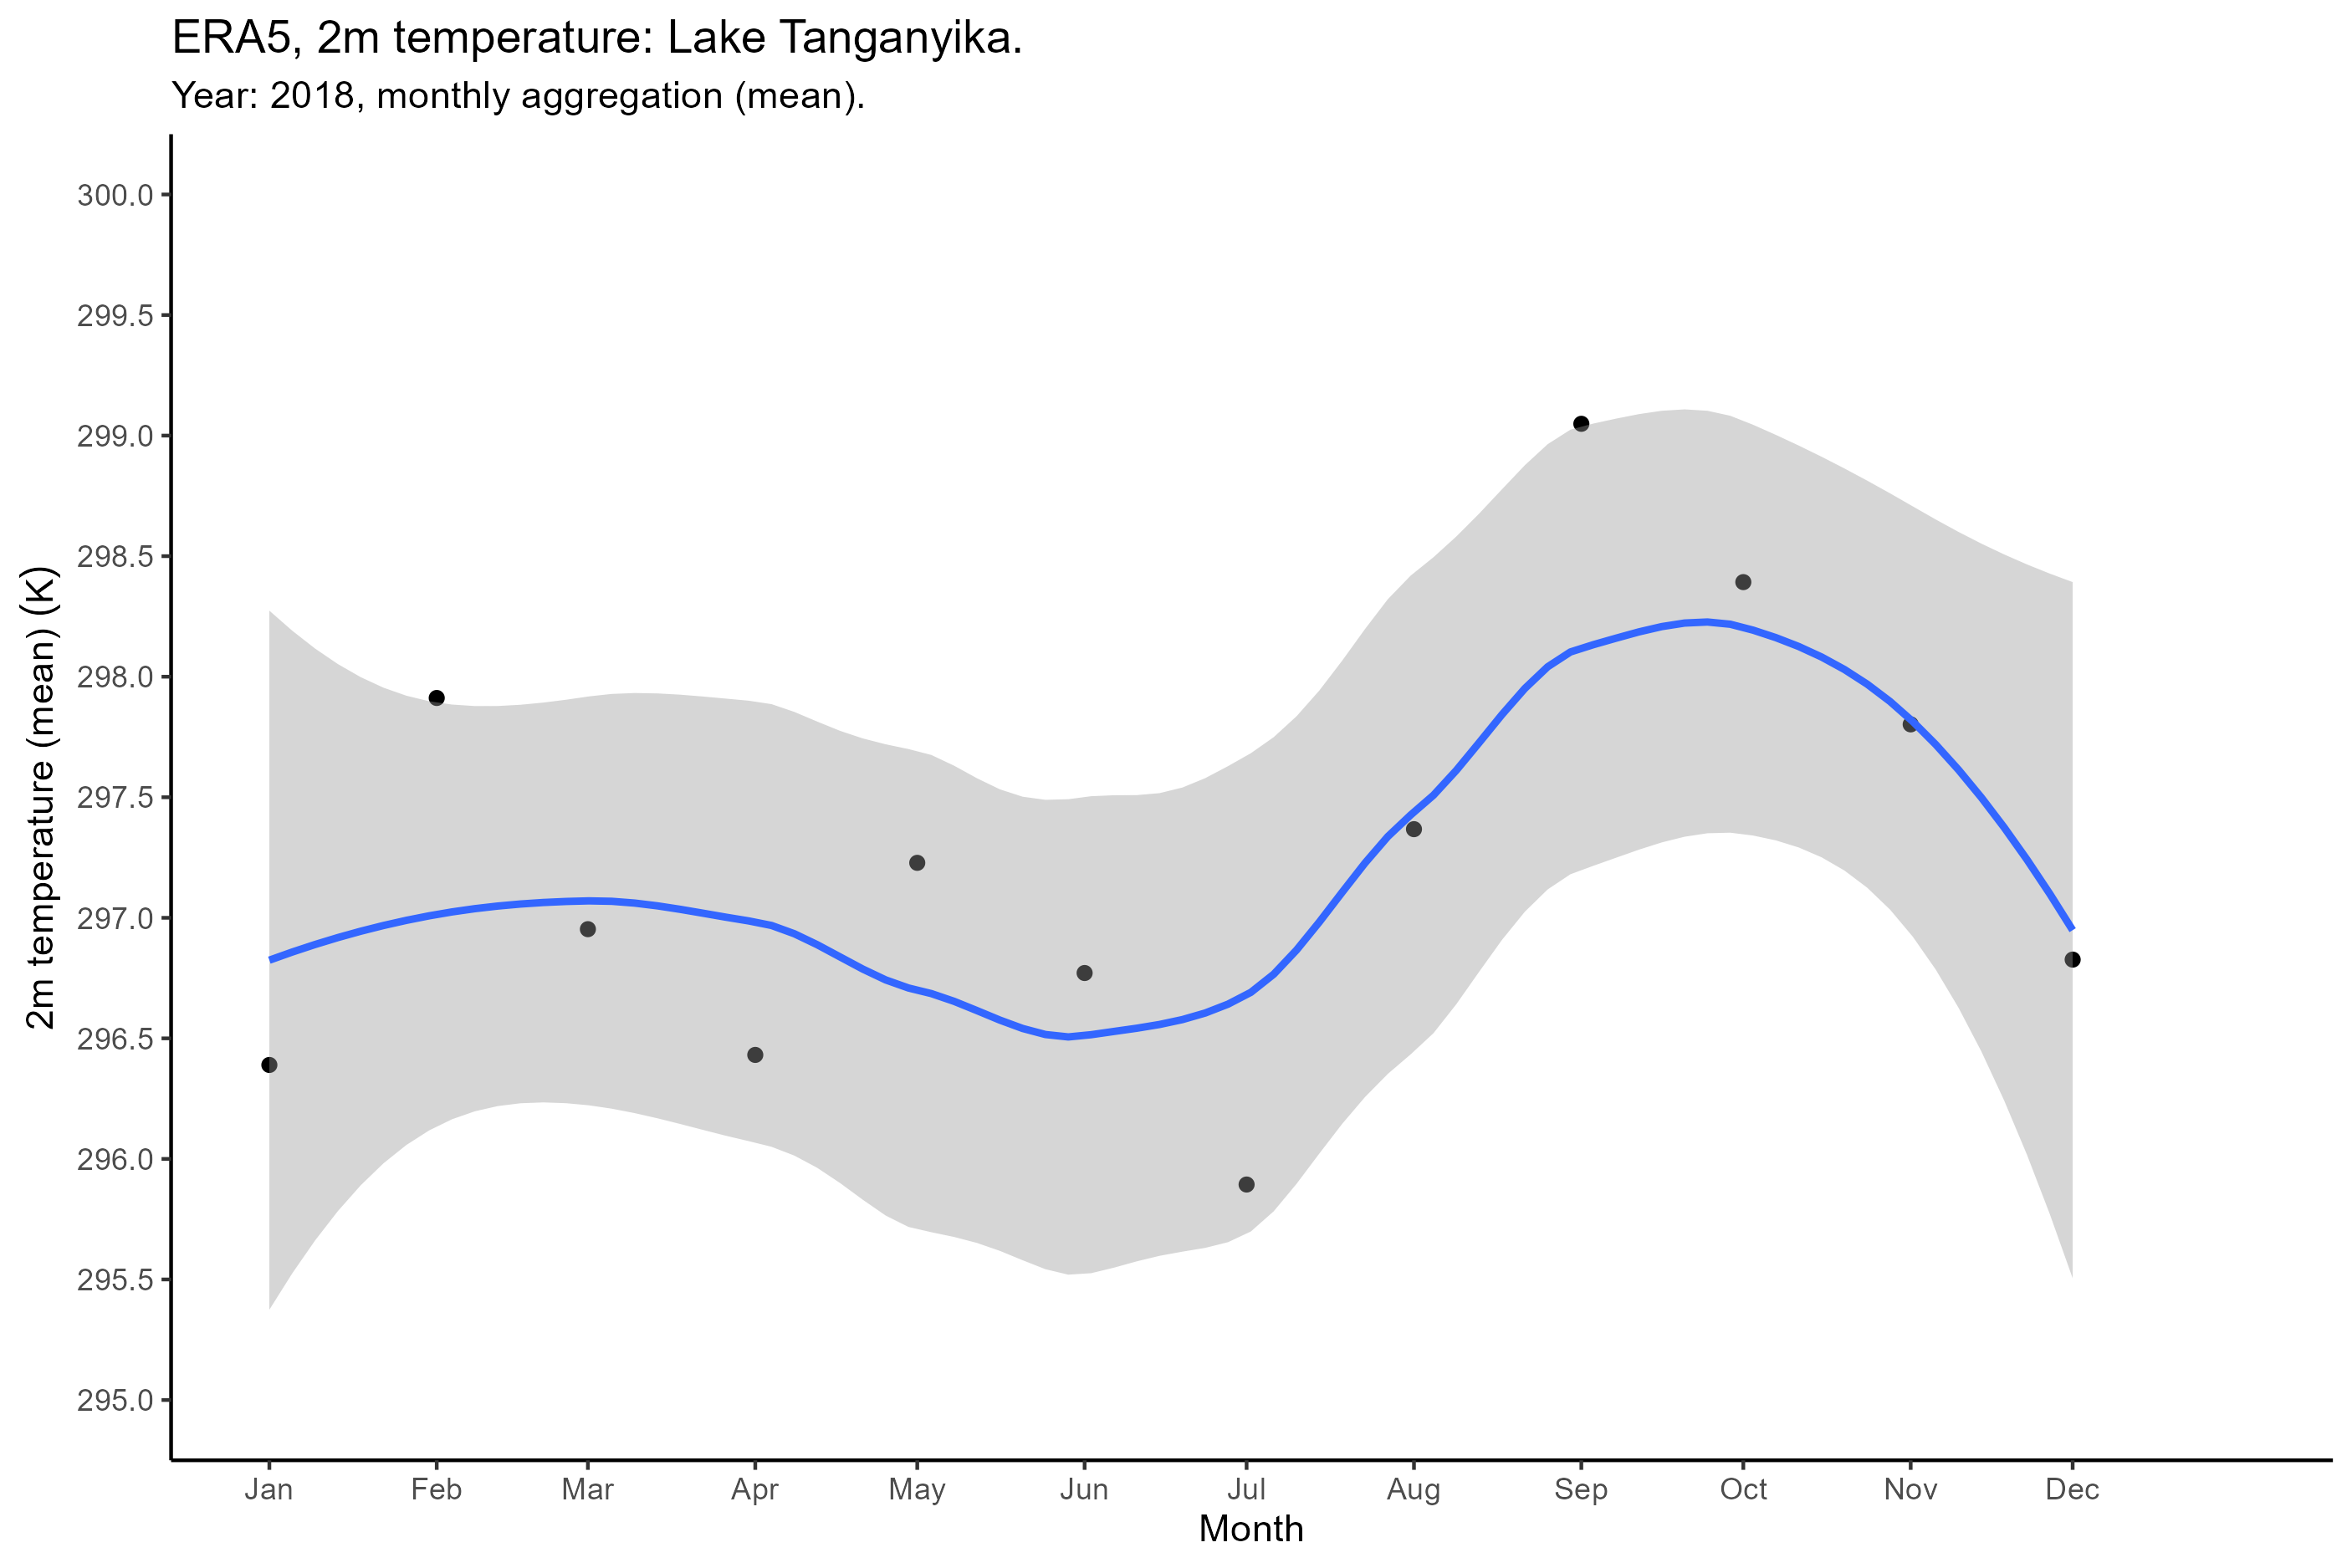 ERA5, 2m temperature: Lake Tanganyika.
Year: 2018, monthly aggregation (mean).
2m temperature (mean) (K)
300.0
299.5
299.0
298.5
298.0
297.5
297.0
296.5
296.0
295.5
295.0
Jan Feb Mar Apr May Jun Jul Aug Sep Oct Nov Dec
Month